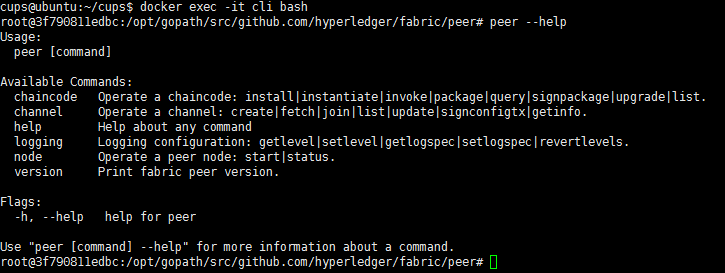 cups@ubuntu:~/cups$ docker exec -it cli bash
root@3f790811edbc:/opt/gopath/src/github.com/hyperledger/fabric/peer# peer --help
Usage:
  peer [command]

Available Commands:
  chaincode   Operate a chaincode: install|instantiate|invoke|package|query|signpackage|upgrade|list.
  channel     Operate a channel: create|fetch|join|list|update|signconfigtx|getinfo.
  help        Help about any command
  logging     Logging configuration: getlevel|setlevel|getlogspec|setlogspec|revertlevels.
  node        Operate a peer node: start|status.
  version     Print fabric peer version.

Flags:
  -h, --help   help for peer

Use "peer [command] --help" for more information about a command.
root@3f790811edbc:/opt/gopath/src/github.com/hyperledger/fabric/peer#